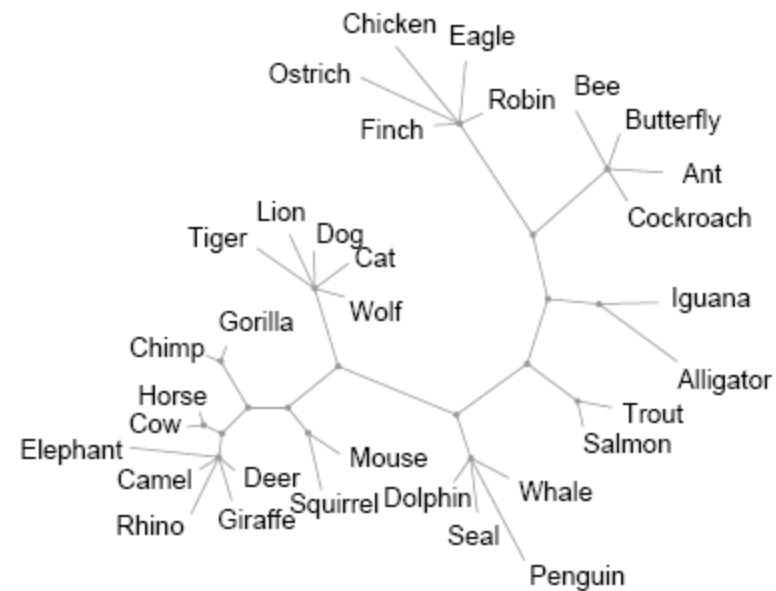 Chicken
Eagle
Ostrich
Robin
Finch
Bee
Butterfly
Ant
Cockroach
Lion
Dog
Tiger
Cat
Wolf
Iguana
Alligator
Gorilla
Chimp
Horse
Cow
Elephant
Camel
Deer
Rhino
Giraffe
Mouse
Squirrel
Trout
Salmon
Dolphin
Whale
Seal
Penguin